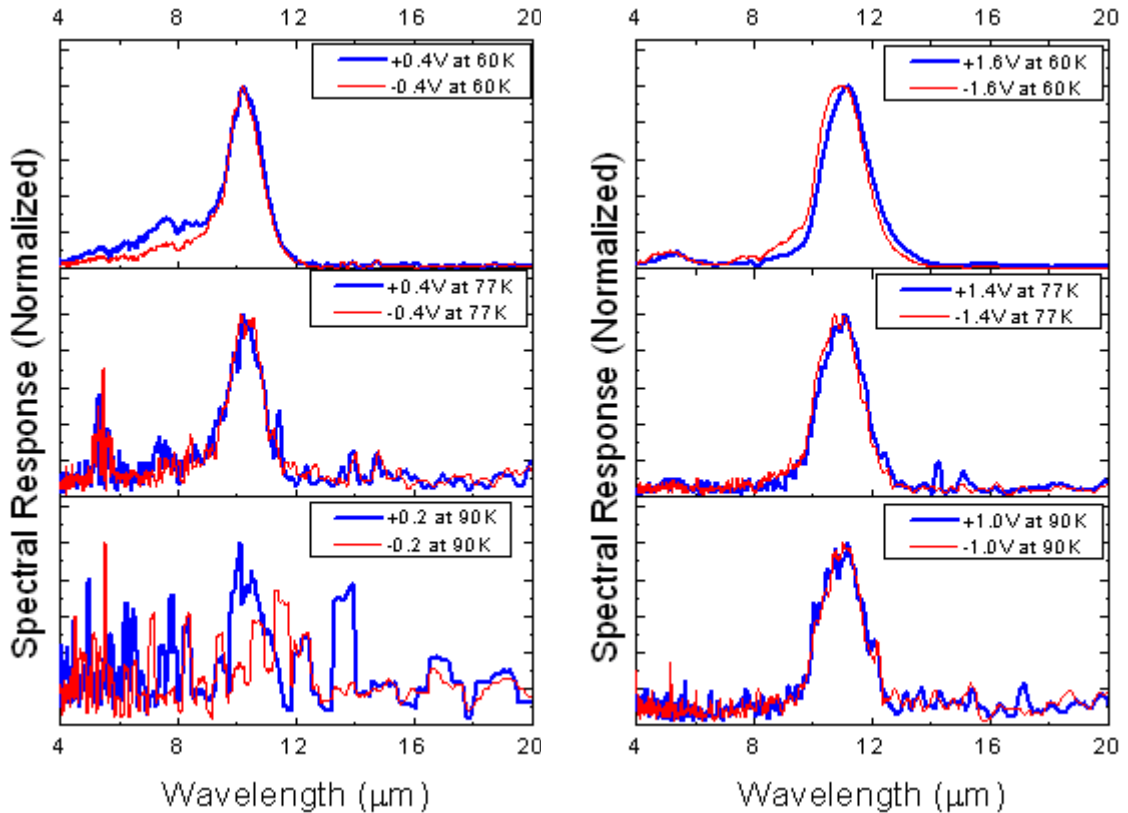 4 8 12 16 20
4 8 12 16 20
+0.4V at 60K
-0.4V at 60K
+1.6V at 60K
-1.6V at 60K
+0.4V at 77K
-0.4V at 77K
+1.4V at 77K
-1.4V at 77K
+0.2 at 90K
-0.2 at 90K
+1.0V at 90K
-1.0V at 90K
Spectral Response (Normalized)
Spectral Response (Normalized)
4 8 12 16 20
4 8 12 16 20
Wavelength (μm)
Wavelength (μm)